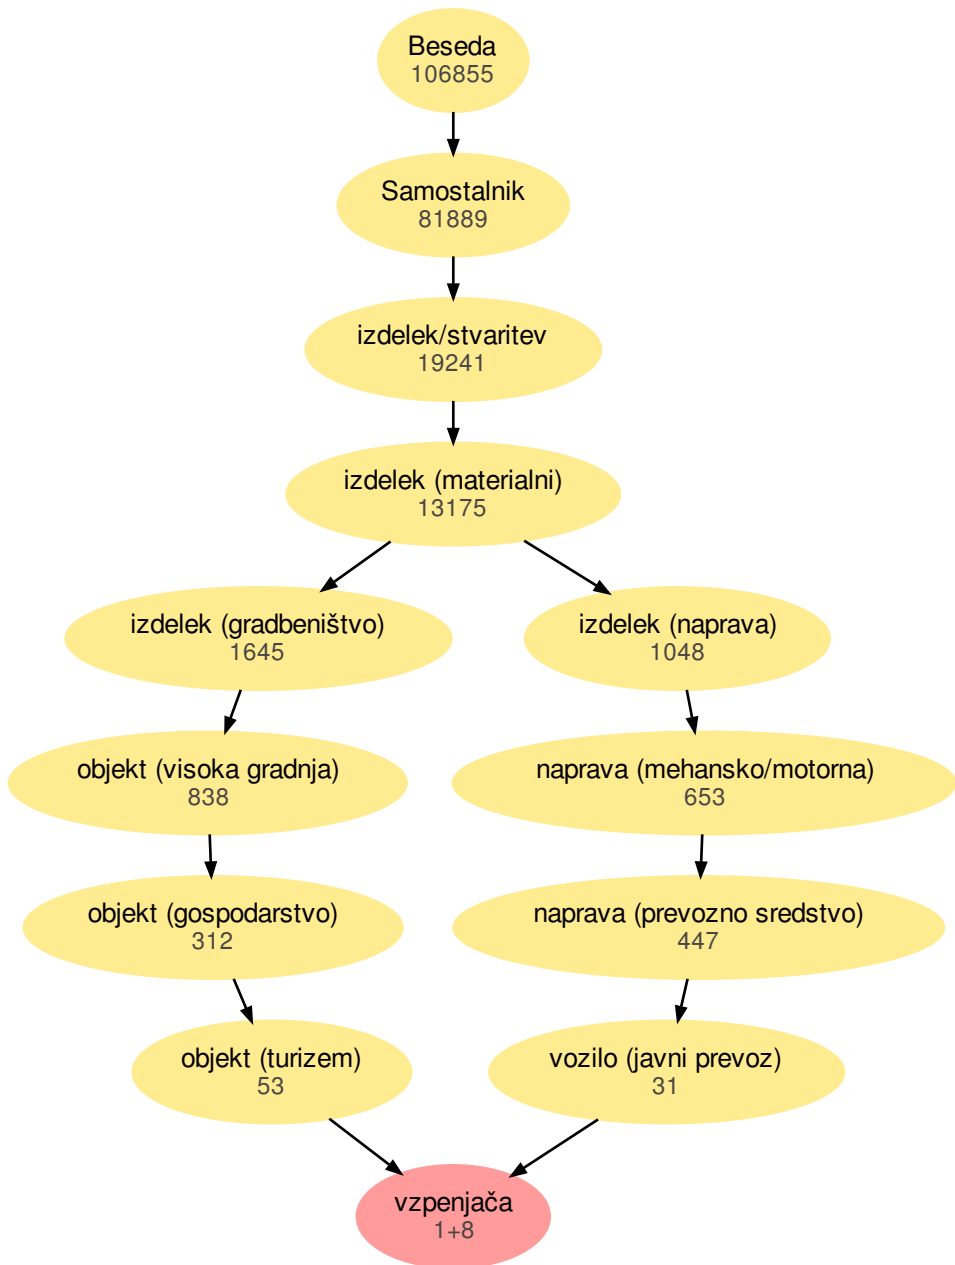 Beseda
106855
Samostalnik
81889
izdelek/stvaritev
19241
izdelek (materialni)
13175
izdelek (gradbeništvo)
1645
izdelek (naprava)
1048
objekt (visoka gradnja)
838
naprava (mehansko/motorna)
653
objekt (gospodarstvo)
312
naprava (prevozno sredstvo)
447
objekt (turizem)
53
vozilo (javni prevoz)
31
vzpenjača
1+8